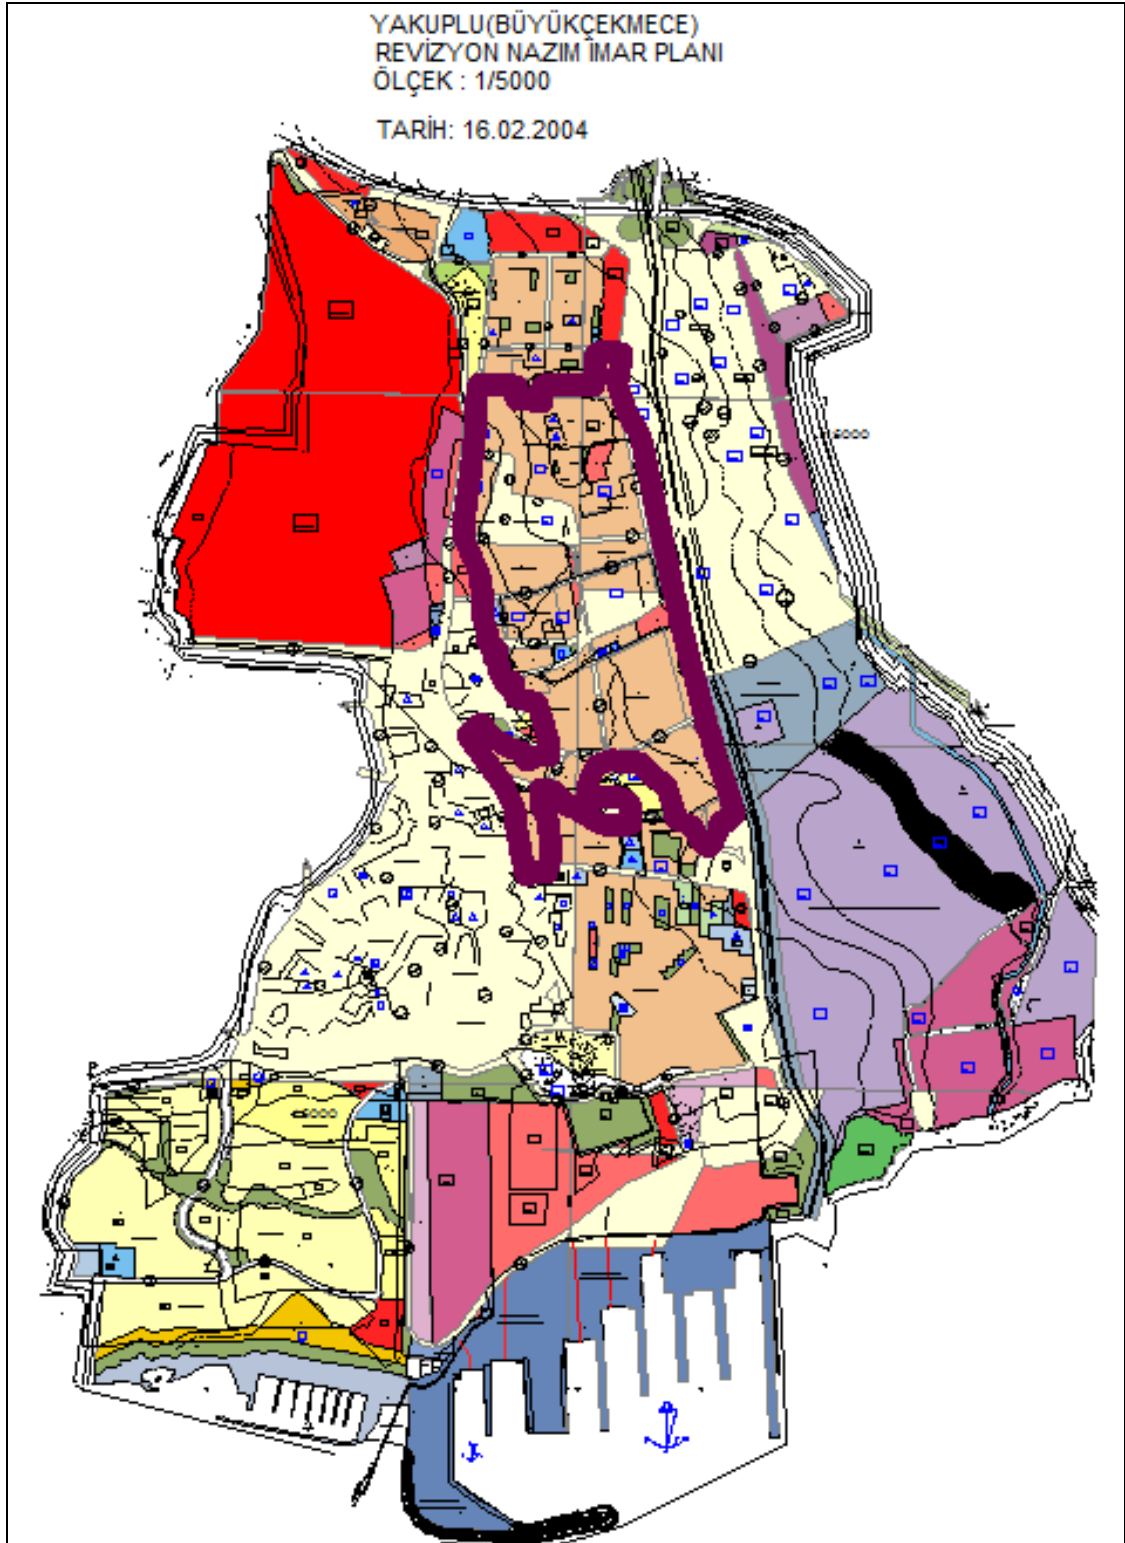 YAKUPLU(BÜYÜKÇEKMECE)
REVİZYON NAZIM İMAR PLANI
ÖLÇEK : 1/5000
TARİH: 16.02.2004